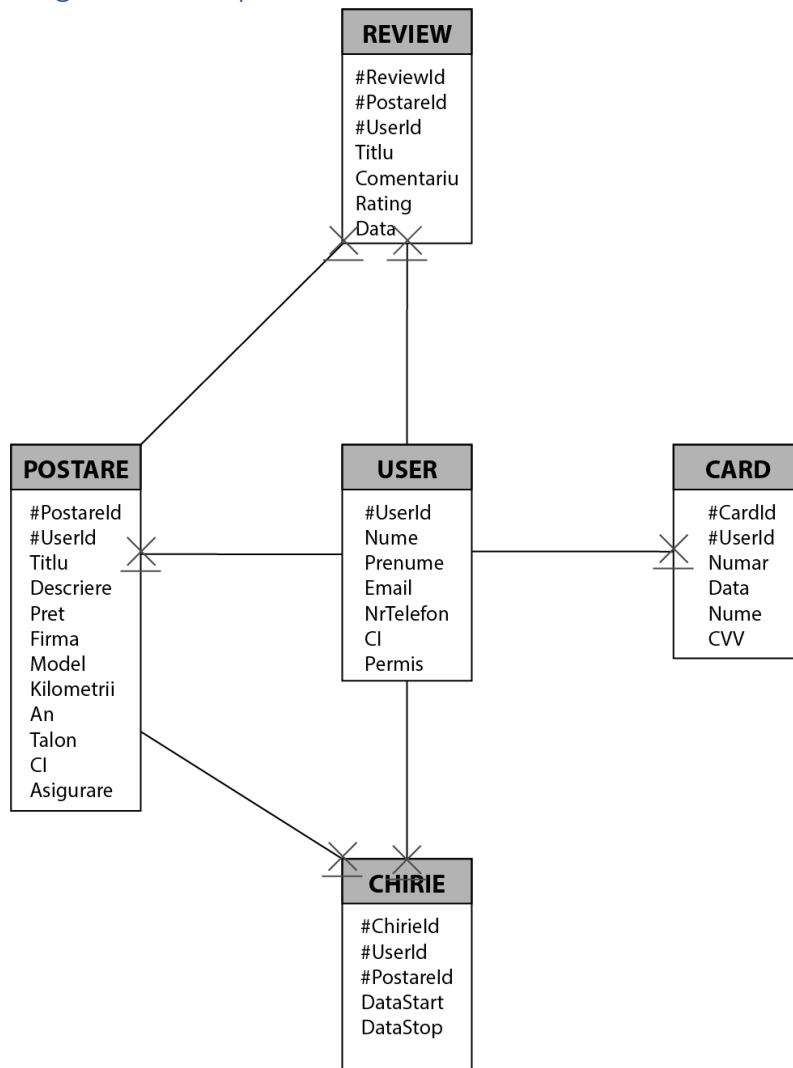 REVIEW
#ReviewId
#PostareId
#UserId
Titlu
Comentariu
Rating
Data
POSTARE
#PostareId
#UserId
Titlu
Descriere
Pret
Firma
Model
Kilometrii
An
Talon
CI
Asigurare
USER
#UserId
Nume
Prenume
Email
NrTelefon
CI
Permis
CARD
#CardId
#UserId
Numar
Data
Nume
CVV
CHIRIE
#ChirieId
#UserId
#PostareId
DataStart
DataStop